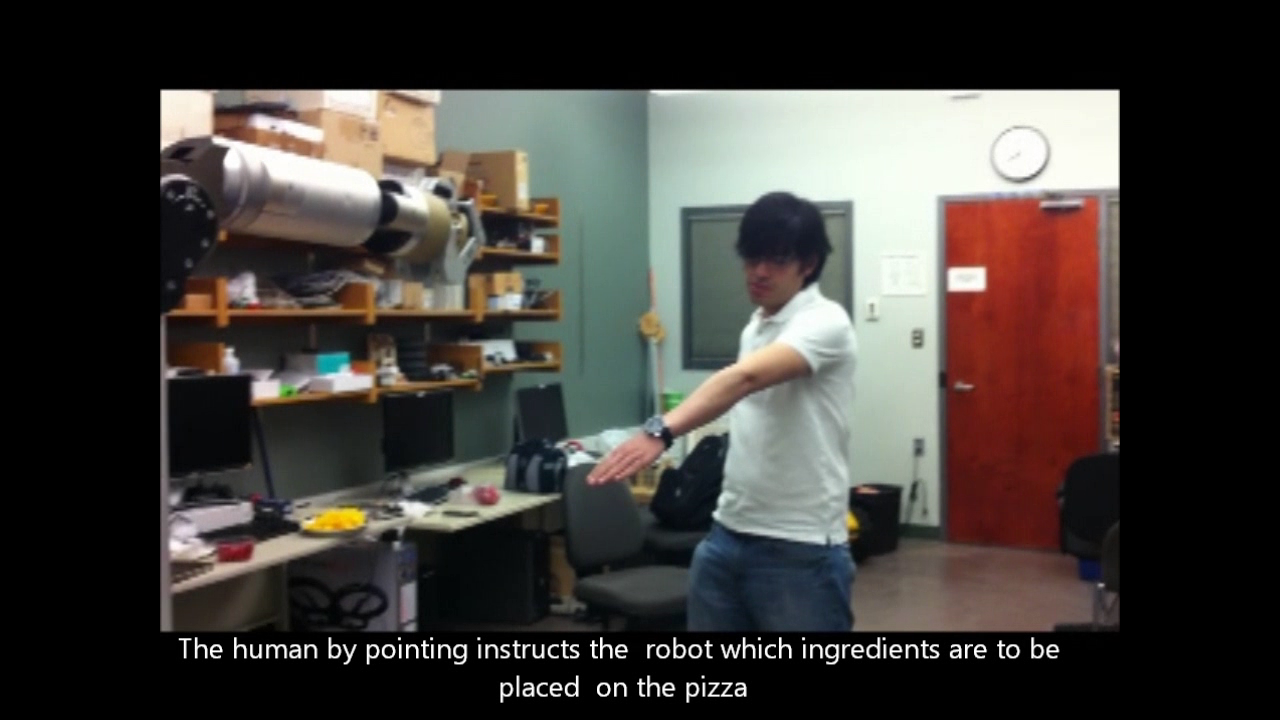 The human by pointing instructs the  robot which ingredients are to be
placed  on the pizza